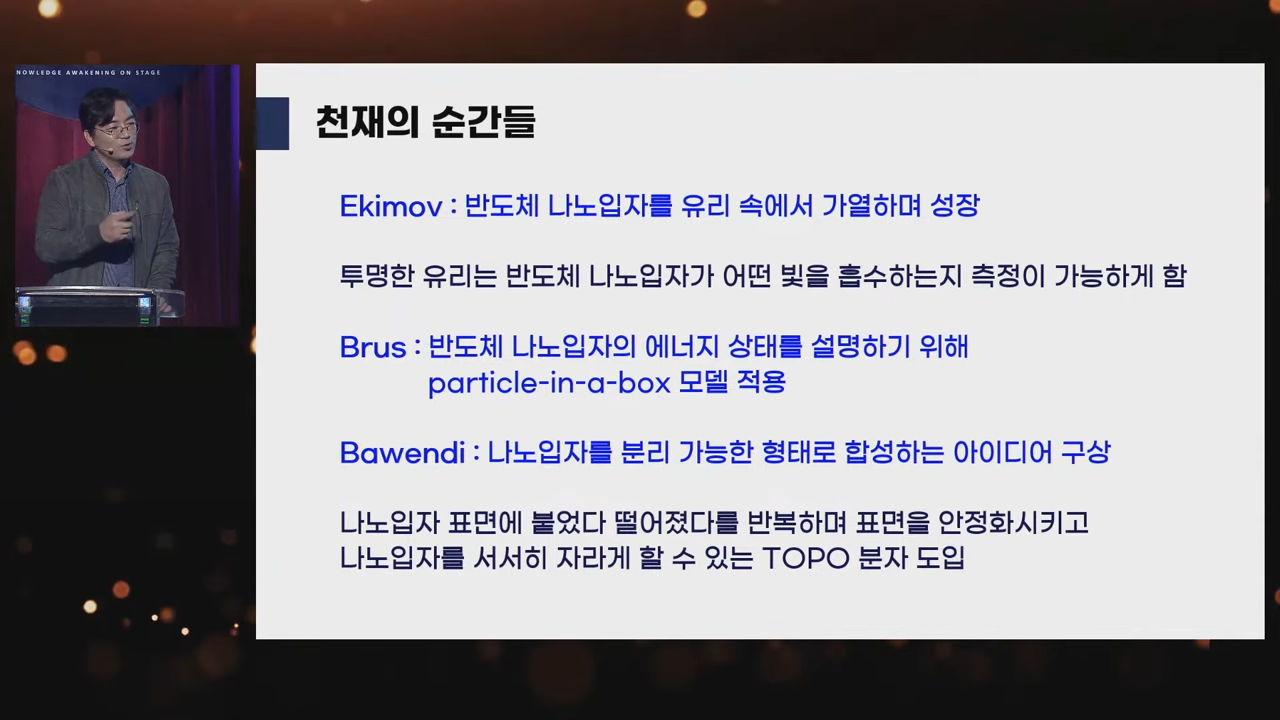 NOWLEDGE AWAKENING ON STAGE
천재의 순간들
Ekimov : 반도체 나노입자를 유리 속에서 가열하며 성장
투명한 유리는 반도체 나노입자가 어떤 빛을 흡수하는지 측정이 가능하게 함
Brus : 반도체 나노입자의 에너지 상태를 설명하기 위해
particle-in-a-box 모델 적용
Bawendi : 나노입자를 분리 가능한 형태로 합성하는 아이디어 구상
나노입자 표면에 붙었다 떨어졌다를 반복하며 표면을 안정화시키고
나노입자를 서서히 자라게 할 수 있는 TOPO 분자 도입